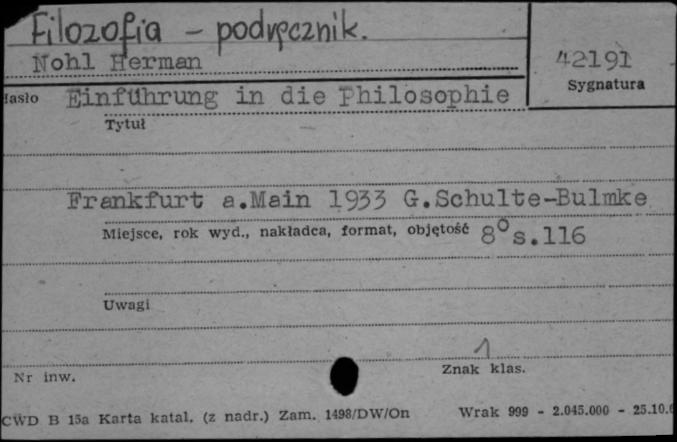 Filozofia - podręcznik.
Nohl Herman
42191
Sygnatura
Hasło Einführung in die Philosophie
Tytuł
Frankfurt a.Main 1933 G.Schulte-Bulmke
Miejsce, rok wyd., nakładca, format, objętość 8° s.116
Uwagi
1
Nr inw. Znak klas.
CWD B 15a Karta katal. (z nadr.) Zam. 1498/DW/On Wrak 999 - 2.045.000 - 25.10.6